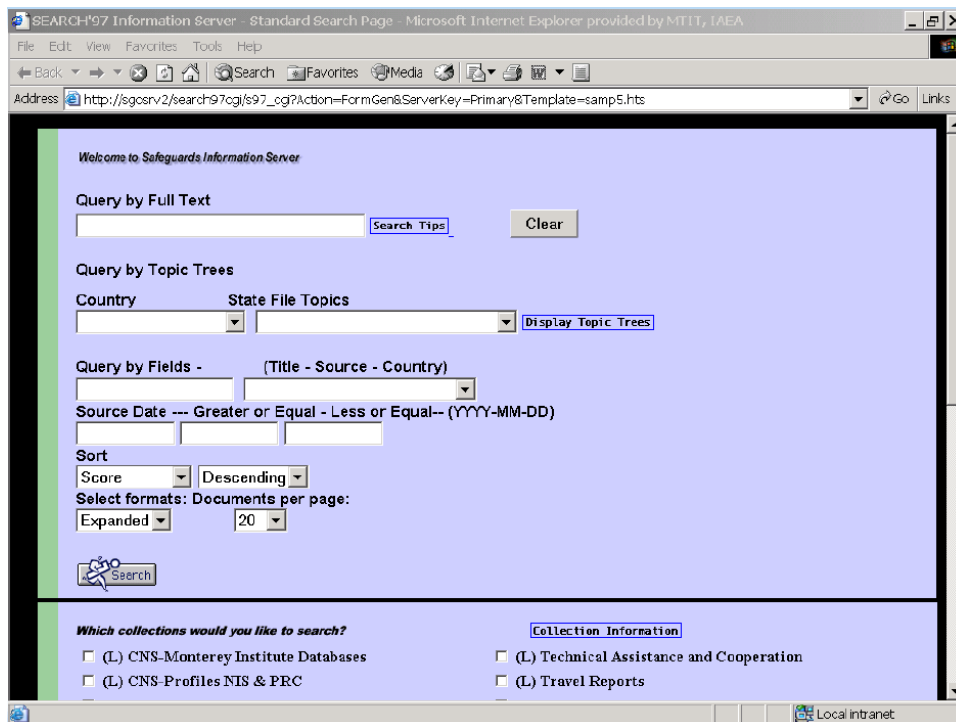 SEARCH'97 Information Server - Standard Search Page - Microsoft Internet Explorer provided by MTIT, IAEA
File Edit View Favorites Tools Help
Back Search Favorites Media
Address http://sgcsrv2/search97cgi/s97_cgi?Action=FormGen&ServerKey=Primary&Template=samp5.hts Go Links
Welcome to Safeguards Information Server
Query by Full Text
Search Tips Clear
Query by Topic Trees
Country State File Topics
Display Topic Trees
Query by Fields - (Title - Source - Country)
Source Date --- Greater or Equal - Less or Equal-- (YYYY-MM-DD)
Sort
Score Descending
Select formats: Documents per page:
Expanded 20
Search
Which collections would you like to search? Collection Information
(L) CNS-Monterey Institute Databases (L) Technical Assistance and Cooperation
(L) CNS-Profiles NIS & PRC (L) Travel Reports
Local intranet